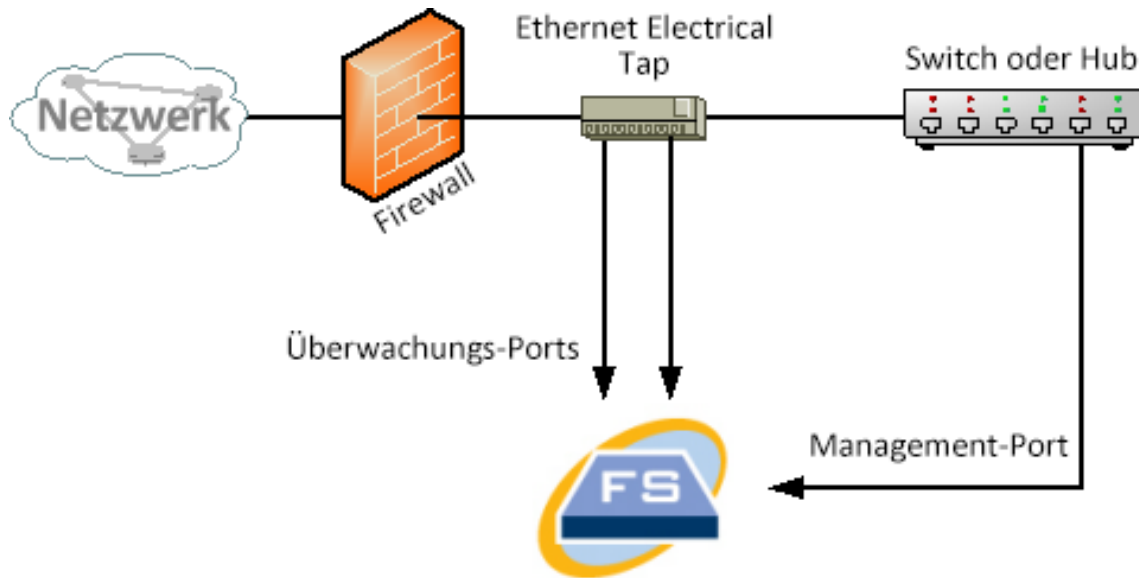 Ethernet Electrical
Tap
Switch oder Hub
Netzwerk
Firewall
Überwachungs-Ports
Management-Port
FS